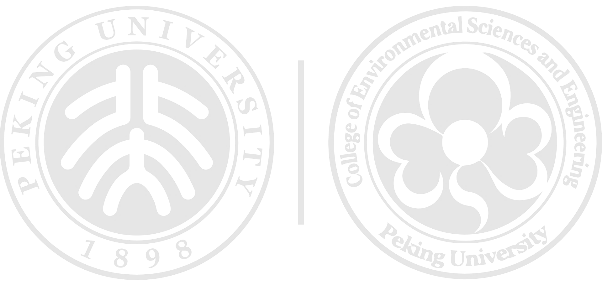 PEKING UNIVERSITY
1898
College of Environmental Sciences and Engineering
Peking University